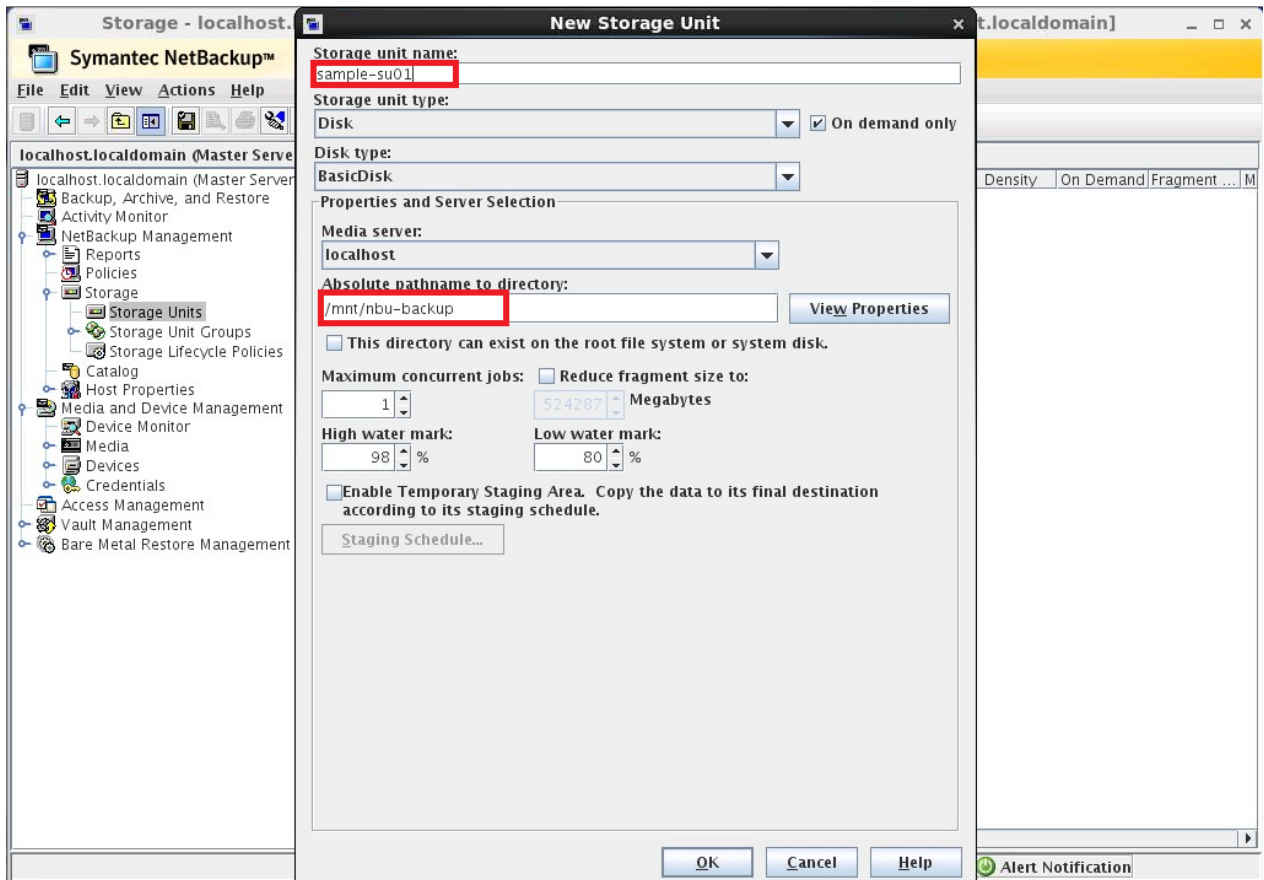 Storage - localhost.
New Storage Unit
t.localdomain]
Symantec NetBackup™
File Edit View Actions Help
localhost.localdomain (Master Serve
localhost.localdomain (Master Server
Backup, Archive, and Restore
Activity Monitor
NetBackup Management
Reports
Policies
Storage
Storage Units
Storage Unit Groups
Storage Lifecycle Policies
Catalog
Host Properties
Media and Device Management
Device Monitor
Media
Devices
Credentials
Access Management
Vault Management
Bare Metal Restore Management
Storage unit name:
sample-su01
Storage unit type:
Disk On demand only
Disk type:
BasicDisk
Properties and Server Selection
Media server:
localhost
Absolute pathname to directory:
/mnt/nbu-backup View Properties
This directory can exist on the root file system or system disk.
Maximum concurrent jobs: Reduce fragment size to:
1 524287 Megabytes
High water mark: Low water mark:
98 % 80 %
Enable Temporary Staging Area. Copy the data to its final destination
according to its staging schedule.
Staging Schedule...
OK Cancel Help
Density On Demand Fragment ... M
Alert Notification